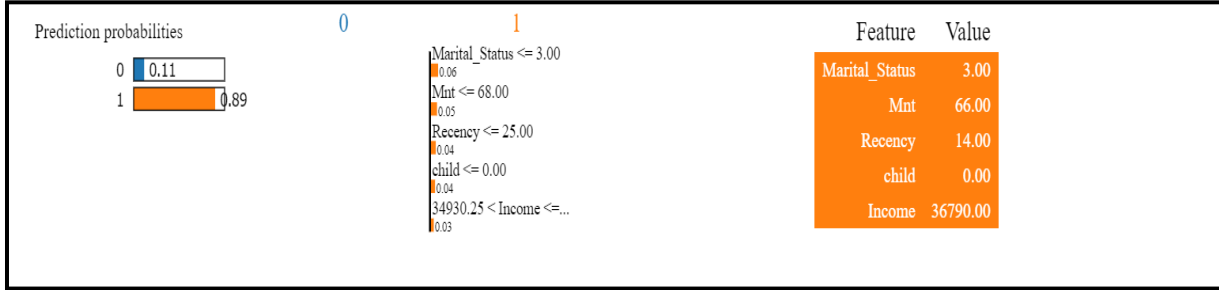 Prediction probabilities
0 0.11
1 0.89
0 1
Marital_Status <= 3.00
0.06
Mnt <= 68.00
0.05
Recency <= 25.00
0.04
child <= 0.00
0.04
34930.25 < Income <=...
0.03
Feature Value
Marital_Status 3.00
Mnt 66.00
Recency 14.00
child 0.00
Income 36790.00